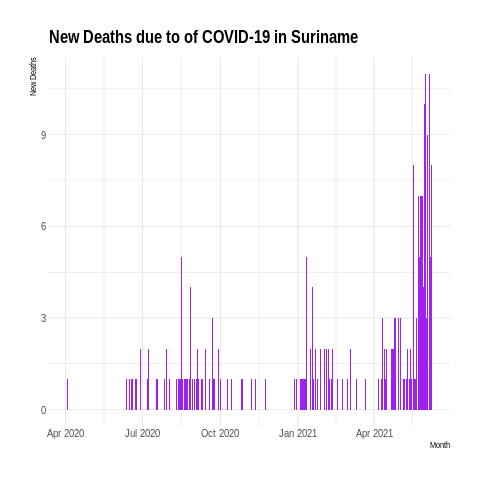 New Deaths due to of COVID-19 in Suriname
New Deaths
9
6
3
0
Apr 2020 Jul 2020 Oct 2020 Jan 2021 Apr 2021
Month